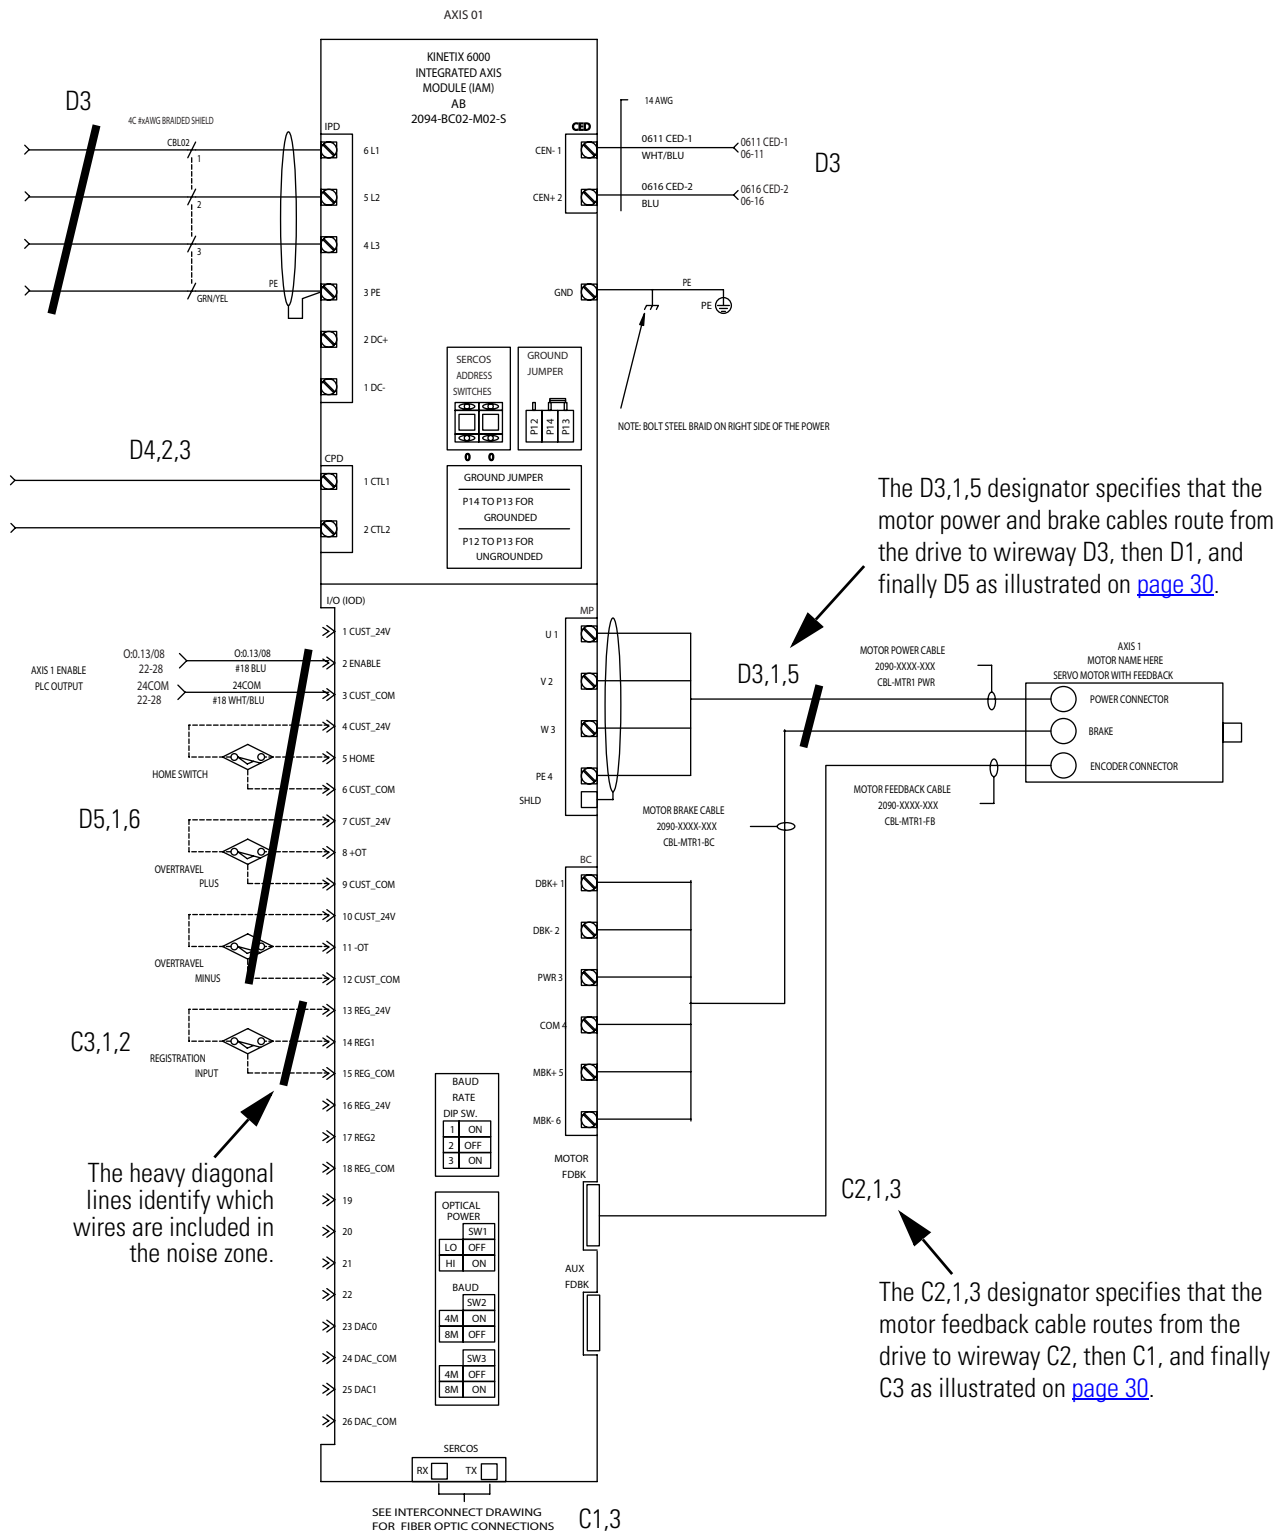 AXIS 01
KINETIX 6000
INTEGRATED AXIS
MODULE (IAM)
AB
2094-BC02-M02-S
D3
4C #xAWG BRAIDED SHIELD
CBL02
1
2
3
PE
GRN/YEL
IPD
6 L1
5 L2
4 L3
3 PE
2 DC+
1 DC-
CED
CEN- 1
CEN+ 2
14 AWG
0611 CED-1
WHT/BLU
0616 CED-2
BLU
0611 CED-1
06-11
0616 CED-2
06-16
D3
GND
PE
PE
NOTE: BOLT STEEL BRAID ON RIGHT SIDE OF THE POWER
SERCOS
ADDRESS
SWITCHES
0 0
GROUND
JUMPER
P12
P14
P13
D4,2,3
CPD
1 CTL1
2 CTL2
GROUND JUMPER
P14 TO P13 FOR
GROUNDED
P12 TO P13 FOR
UNGROUNDED
The D3,1,5 designator specifies that the
motor power and brake cables route from
the drive to wireway D3, then D1, and
finally D5 as illustrated on page 30.
I/O (IOD)
1 CUST_24V
2 ENABLE
3 CUST_COM
4 CUST_24V
5 HOME
6 CUST_COM
7 CUST_24V
8 +OT
9 CUST_COM
10 CUST_24V
11 -OT
12 CUST_COM
13 REG_24V
14 REG1
15 REG_COM
16 REG_24V
17 REG2
18 REG_COM
19
20
21
22
23 DAC0
24 DAC_COM
25 DAC1
26 DAC_COM
AXIS 1 ENABLE
PLC OUTPUT
O:0.13/08
22-28
24COM
22-28
O:0.13/08
#18 BLU
24COM
#18 WHT/BLU
HOME SWITCH
D5,1,6
OVERTRAVEL
PLUS
OVERTRAVEL
MINUS
C3,1,2
REGISTRATION
INPUT
The heavy diagonal
lines identify which
wires are included in
the noise zone.
MP
U 1
V 2
W 3
PE 4
SHLD
BC
DBK+ 1
DBK- 2
PWR 3
COM 4
MBK+ 5
MBK- 6
MOTOR
FDBK
AUX
FDBK
D3,1,5
MOTOR POWER CABLE
2090-XXXX-XXX
CBL-MTR1 PWR
AXIS 1
MOTOR NAME HERE
SERVO MOTOR WITH FEEDBACK
POWER CONNECTOR
BRAKE
ENCODER CONNECTOR
MOTOR FEEDBACK CABLE
2090-XXXX-XXX
CBL-MTR1-FB
MOTOR BRAKE CABLE
2090-XXXX-XXX
CBL-MTR1-BC
BAUD
RATE
DIP SW.
1 ON
2 OFF
3 ON
OPTICAL
POWER
SW1
LO OFF
HI ON
BAUD
SW2
4M ON
8M OFF
SW3
4M OFF
8M ON
C2,1,3
The C2,1,3 designator specifies that the
motor feedback cable routes from the
drive to wireway C2, then C1, and finally
C3 as illustrated on page 30.
SERCOS
RX TX
SEE INTERCONNECT DRAWING
FOR FIBER OPTIC CONNECTIONS
C1,3